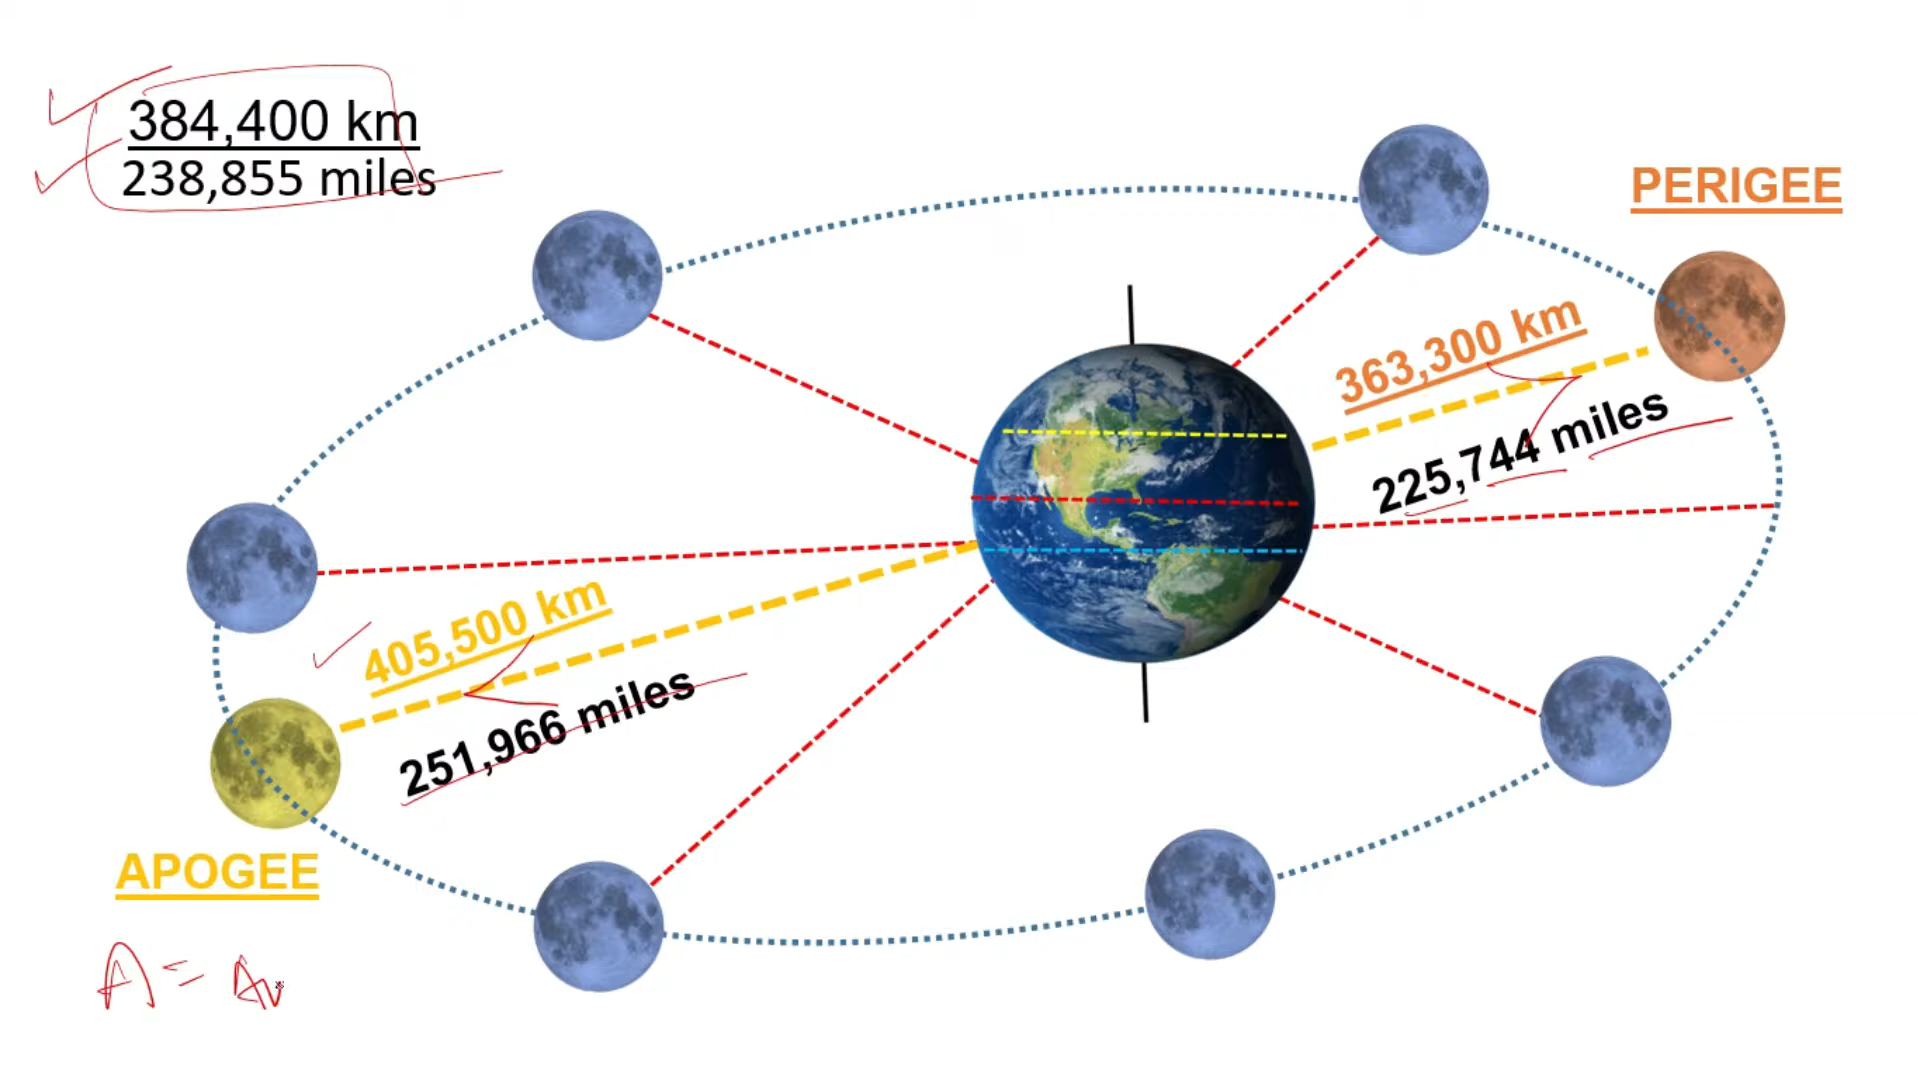 384,400 km
238,855 miles
PERIGEE
363,300 km
225,744 miles
405,500 km
251,966 miles
APOGEE
A = Av